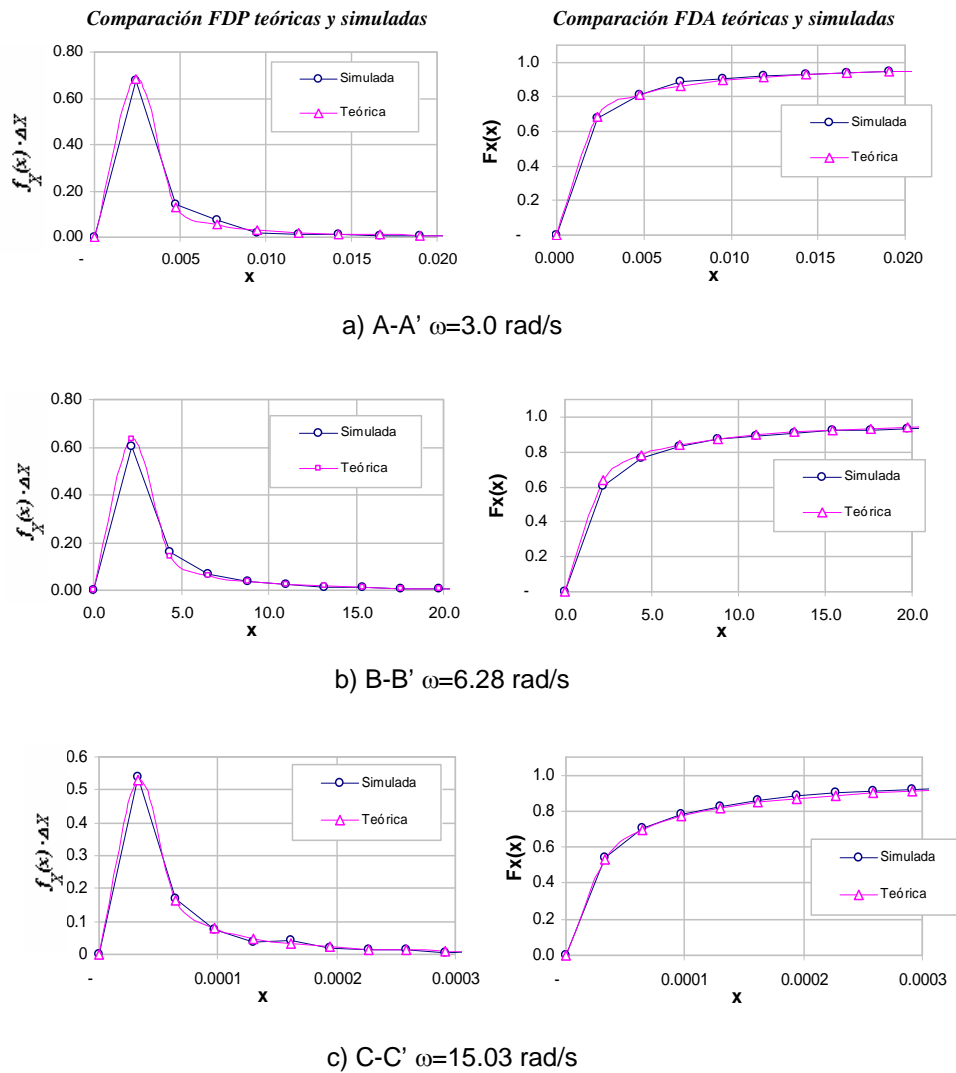 Comparación FDP teóricas y simuladas
Comparación FDA teóricas y simuladas
0.80
0.60
0.40
0.20
0.00
f_X(x)·ΔX
Simulada
Teórica
-
0.005
0.010
0.015
0.020
x
1.0
0.8
0.6
0.4
0.2
-
Fx(x)
Simulada
Teórica
0.000
0.005
0.010
0.015
0.020
x
a) A-A’ ω=3.0 rad/s
0.80
0.60
0.40
0.20
0.00
f_X(x)·ΔX
Simulada
Teórica
0.0
5.0
10.0
15.0
20.0
x
1.0
0.8
0.6
0.4
0.2
-
Fx(x)
Simulada
Teórica
0.0
5.0
10.0
15.0
20.0
x
b) B-B’ ω=6.28 rad/s
0.6
0.5
0.4
0.3
0.2
0.1
0
f_X(x)·ΔX
Simulada
Teórica
-
0.0001
0.0002
0.0003
x
1.0
0.8
0.6
0.4
0.2
0.0
Fx(x)
Simulada
Teórica
-
0.0001
0.0002
0.0003
x
c) C-C’ ω=15.03 rad/s